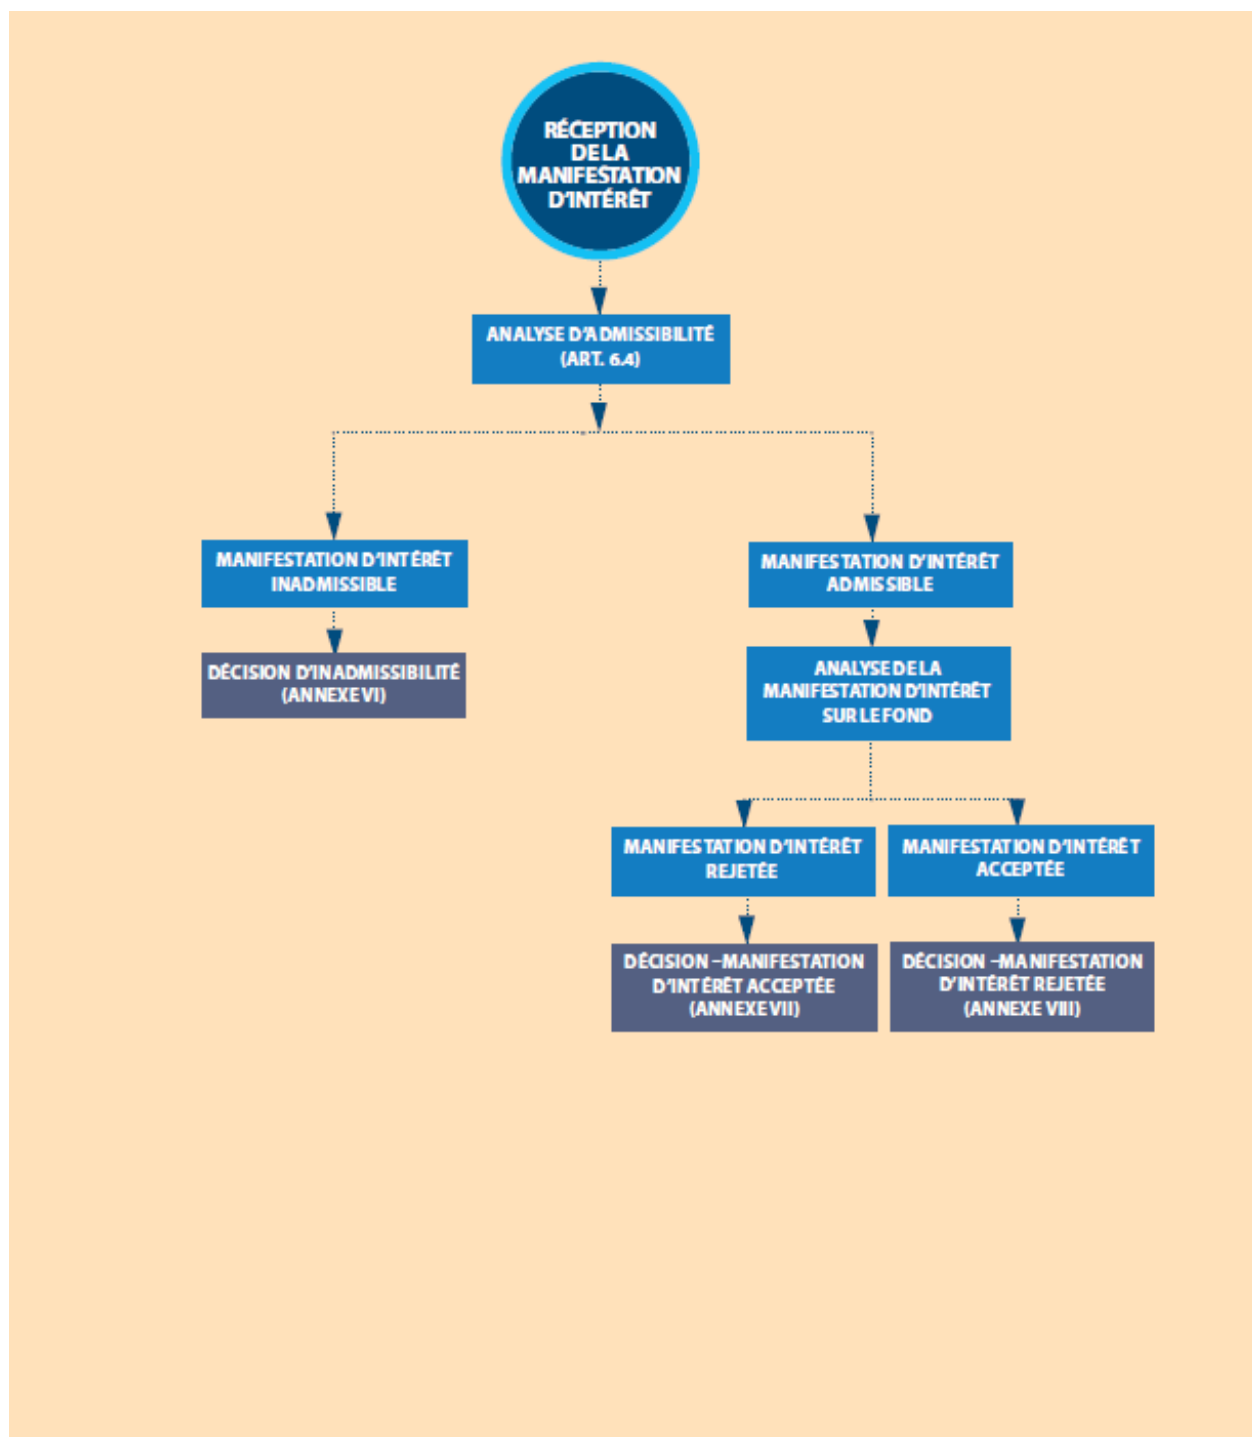 RÉCEPTION
DE LA
MANIFESTATION
D'INTÉRÊT
ANALYSE D'ADMISSIBILITÉ
(ART. 6.4)
MANIFESTATION D'INTÉRÊT
INADMISSIBLE
DÉCISION D'INADMISSIBILITÉ
(ANNEXE VI)
MANIFESTATION D'INTÉRÊT
ADMISSIBLE
ANALYSE DE LA
MANIFESTATION D'INTÉRÊT
SUR LE FOND
MANIFESTATION D'INTÉRÊT
REJETÉE
DÉCISION –MANIFESTATION
D'INTÉRÊT ACCEPTÉE
(ANNEXE VII)
MANIFESTATION D'INTÉRÊT
ACCEPTÉE
DÉCISION –MANIFESTATION
D'INTÉRÊT REJETÉE
(ANNEXE VIII)